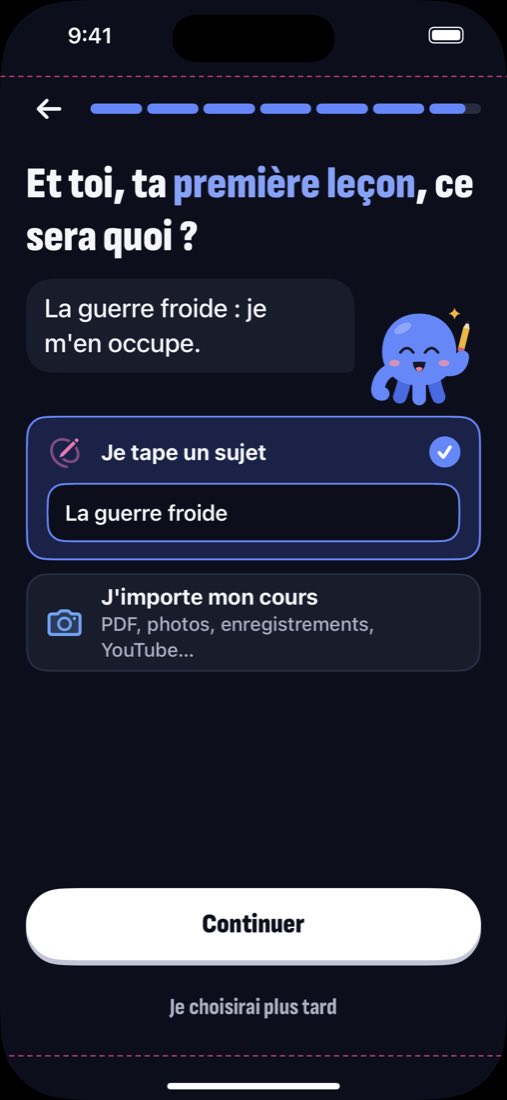 9:41
Et toi, ta première leçon, ce
sera quoi ?
La guerre froide : je
m'en occupe.
Je tape un sujet
La guerre froide
J'importe mon cours
PDF, photos, enregistrements,
YouTube...
Continuer
Je choisirai plus tard